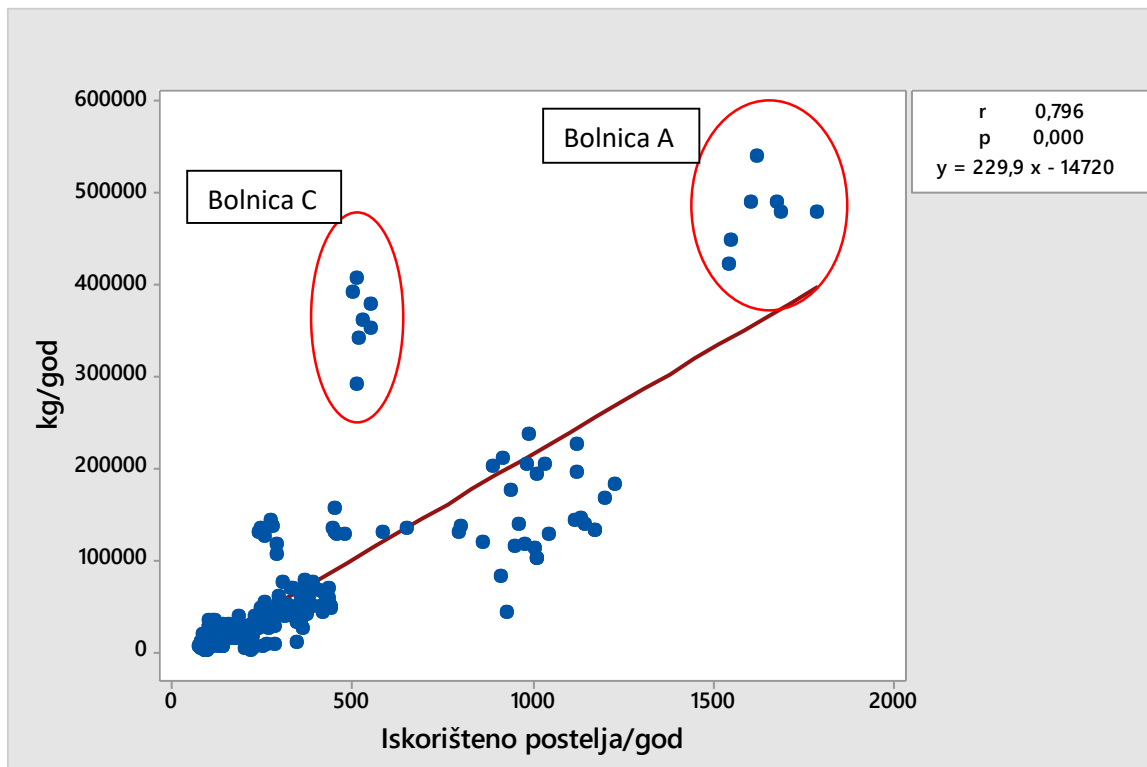 r 0,796
p 0,000
y = 229,9 x - 14720
Bolnica A
Bolnica C
600000
500000
400000
300000
200000
100000
0
kg/god
0 500 1000 1500 2000
Iskorišteno postelja/god